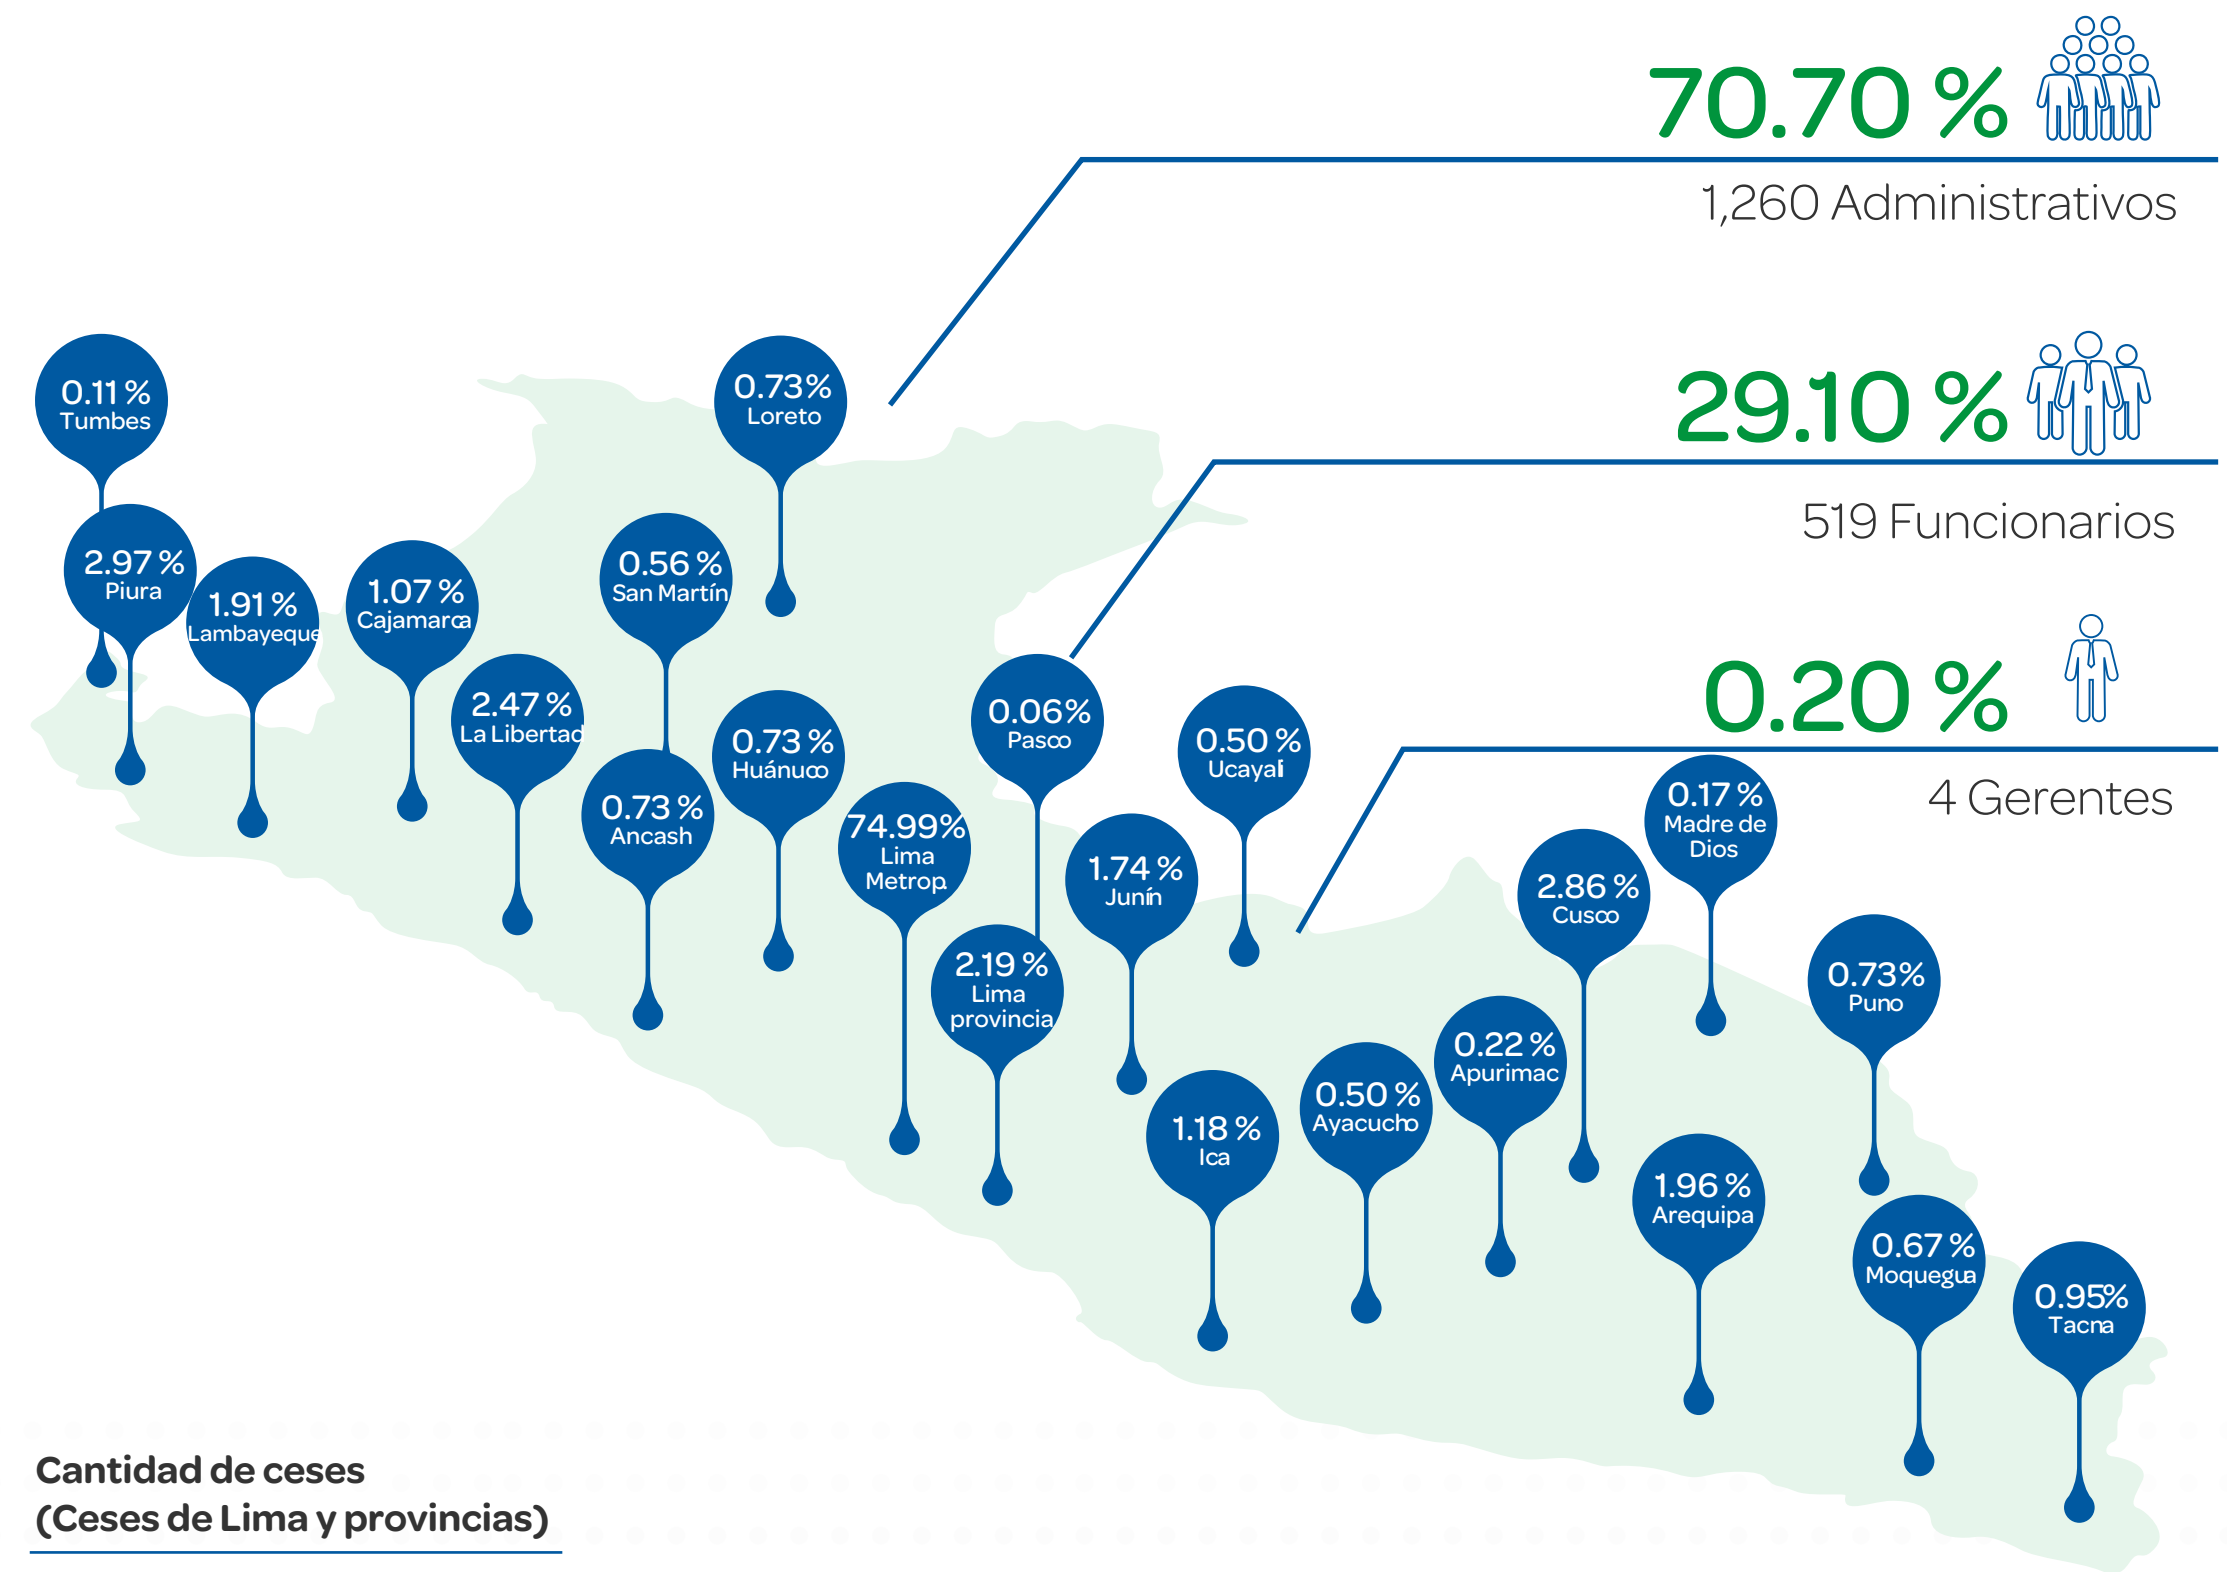 70.70 %
1,260 Administrativos
29.10 %
519 Funcionarios
0.20 %
4 Gerentes
0.11 %
Tumbes
0.73%
Loreto
2.97 %
Piura
1.91 %
Lambayeque
1.07 %
Cajamarca
0.56 %
San Martín
2.47 %
La Libertad
0.73 %
Ancash
0.73 %
Huánuco
74.99%
Lima
Metrop.
0.06%
Pasco
2.19 %
Lima
provincia
1.74 %
Junín
0.50 %
Ucayali
1.18 %
Ica
0.50 %
Ayacucho
0.22 %
Apurimac
2.86 %
Cusco
0.17 %
Madre de
Dios
0.73%
Puno
1.96 %
Arequipa
0.67 %
Moquegua
0.95%
Tacna
Cantidad de ceses
(Ceses de Lima y provincias)